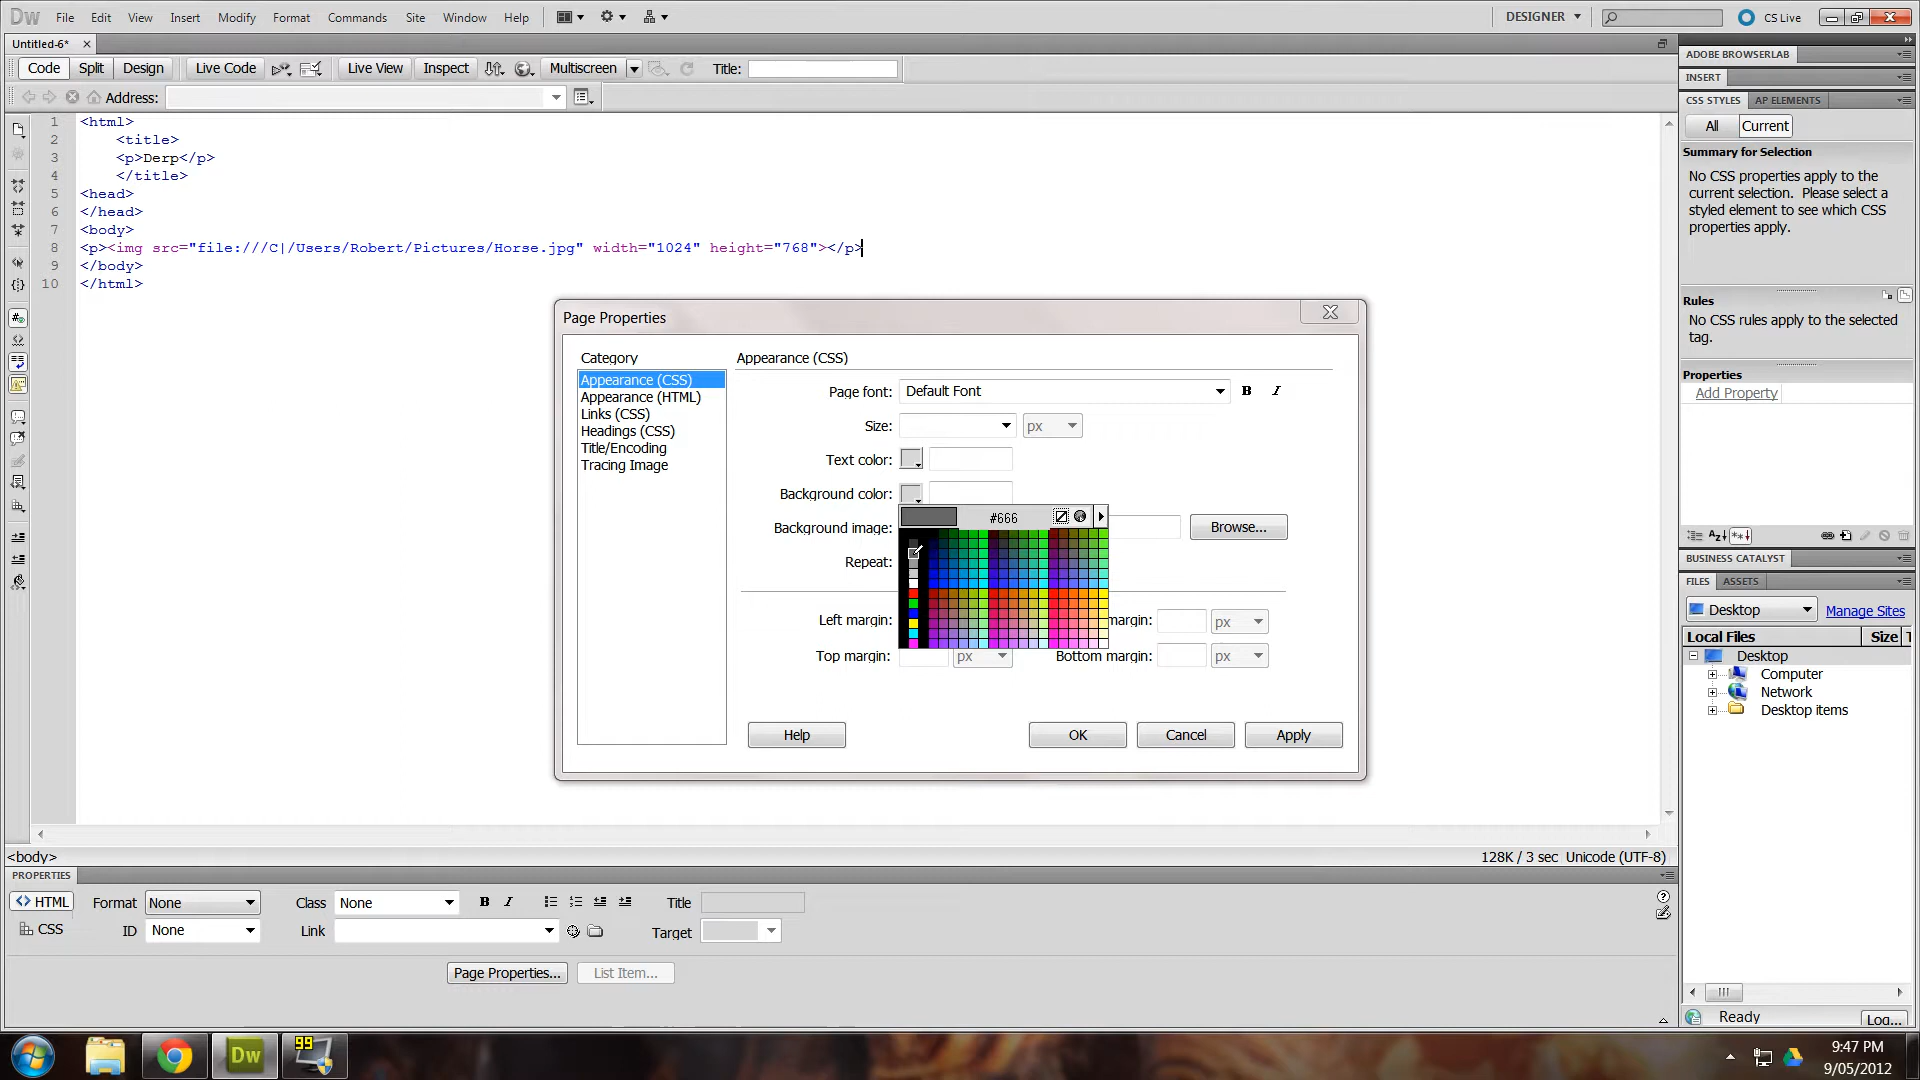 Dw File Edit View Insert Modify Format Commands Site Window Help DESIGNER CS Live
Untitled-6*
Code Split Design Live Code Live View Inspect Multiscreen Title:
Address:
1 <html>
2 <title>
3 <p>Derp</p>
4 </title>
5 <head>
6 </head>
7 <body>
8 <p><img src="file:///C|/Users/Robert/Pictures/Horse.jpg" width="1024" height="768"></p>
9 </body>
10 </html>
Page Properties
Category
Appearance (CSS)
Appearance (HTML)
Links (CSS)
Headings (CSS)
Title/Encoding
Tracing Image
Appearance (CSS)
Page font: Default Font B I
Size: px
Text color:
Background color:
#666
Background image: Browse...
Repeat:
Left margin: margin: px
Top margin: px Bottom margin: px
Help OK Cancel Apply
<body> 128K / 3 sec Unicode (UTF-8)
PROPERTIES
HTML Format None Class None B I Title
CSS ID None Link Target
Page Properties... List Item...
ADOBE BROWSERLAB
INSERT
CSS STYLES AP ELEMENTS
All Current
Summary for Selection
No CSS properties apply to the
current selection. Please select a
styled element to see which CSS
properties apply.
Rules
No CSS rules apply to the selected
tag.
Properties
Add Property
BUSINESS CATALYST
FILES ASSETS
Desktop Manage Sites
Local Files Size T
Desktop
Computer
Network
Desktop items
Ready Log...
Dw 99
9:47 PM
9/05/2012